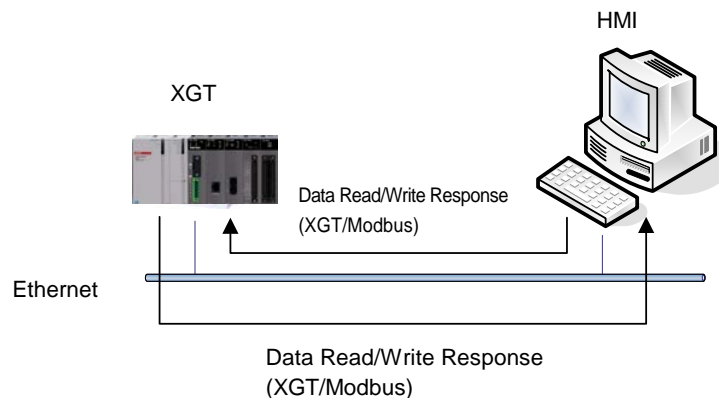 HMI
XGT
Data Read/Write Response
(XGT/Modbus)
Ethernet
Data Read/Write Response
(XGT/Modbus)